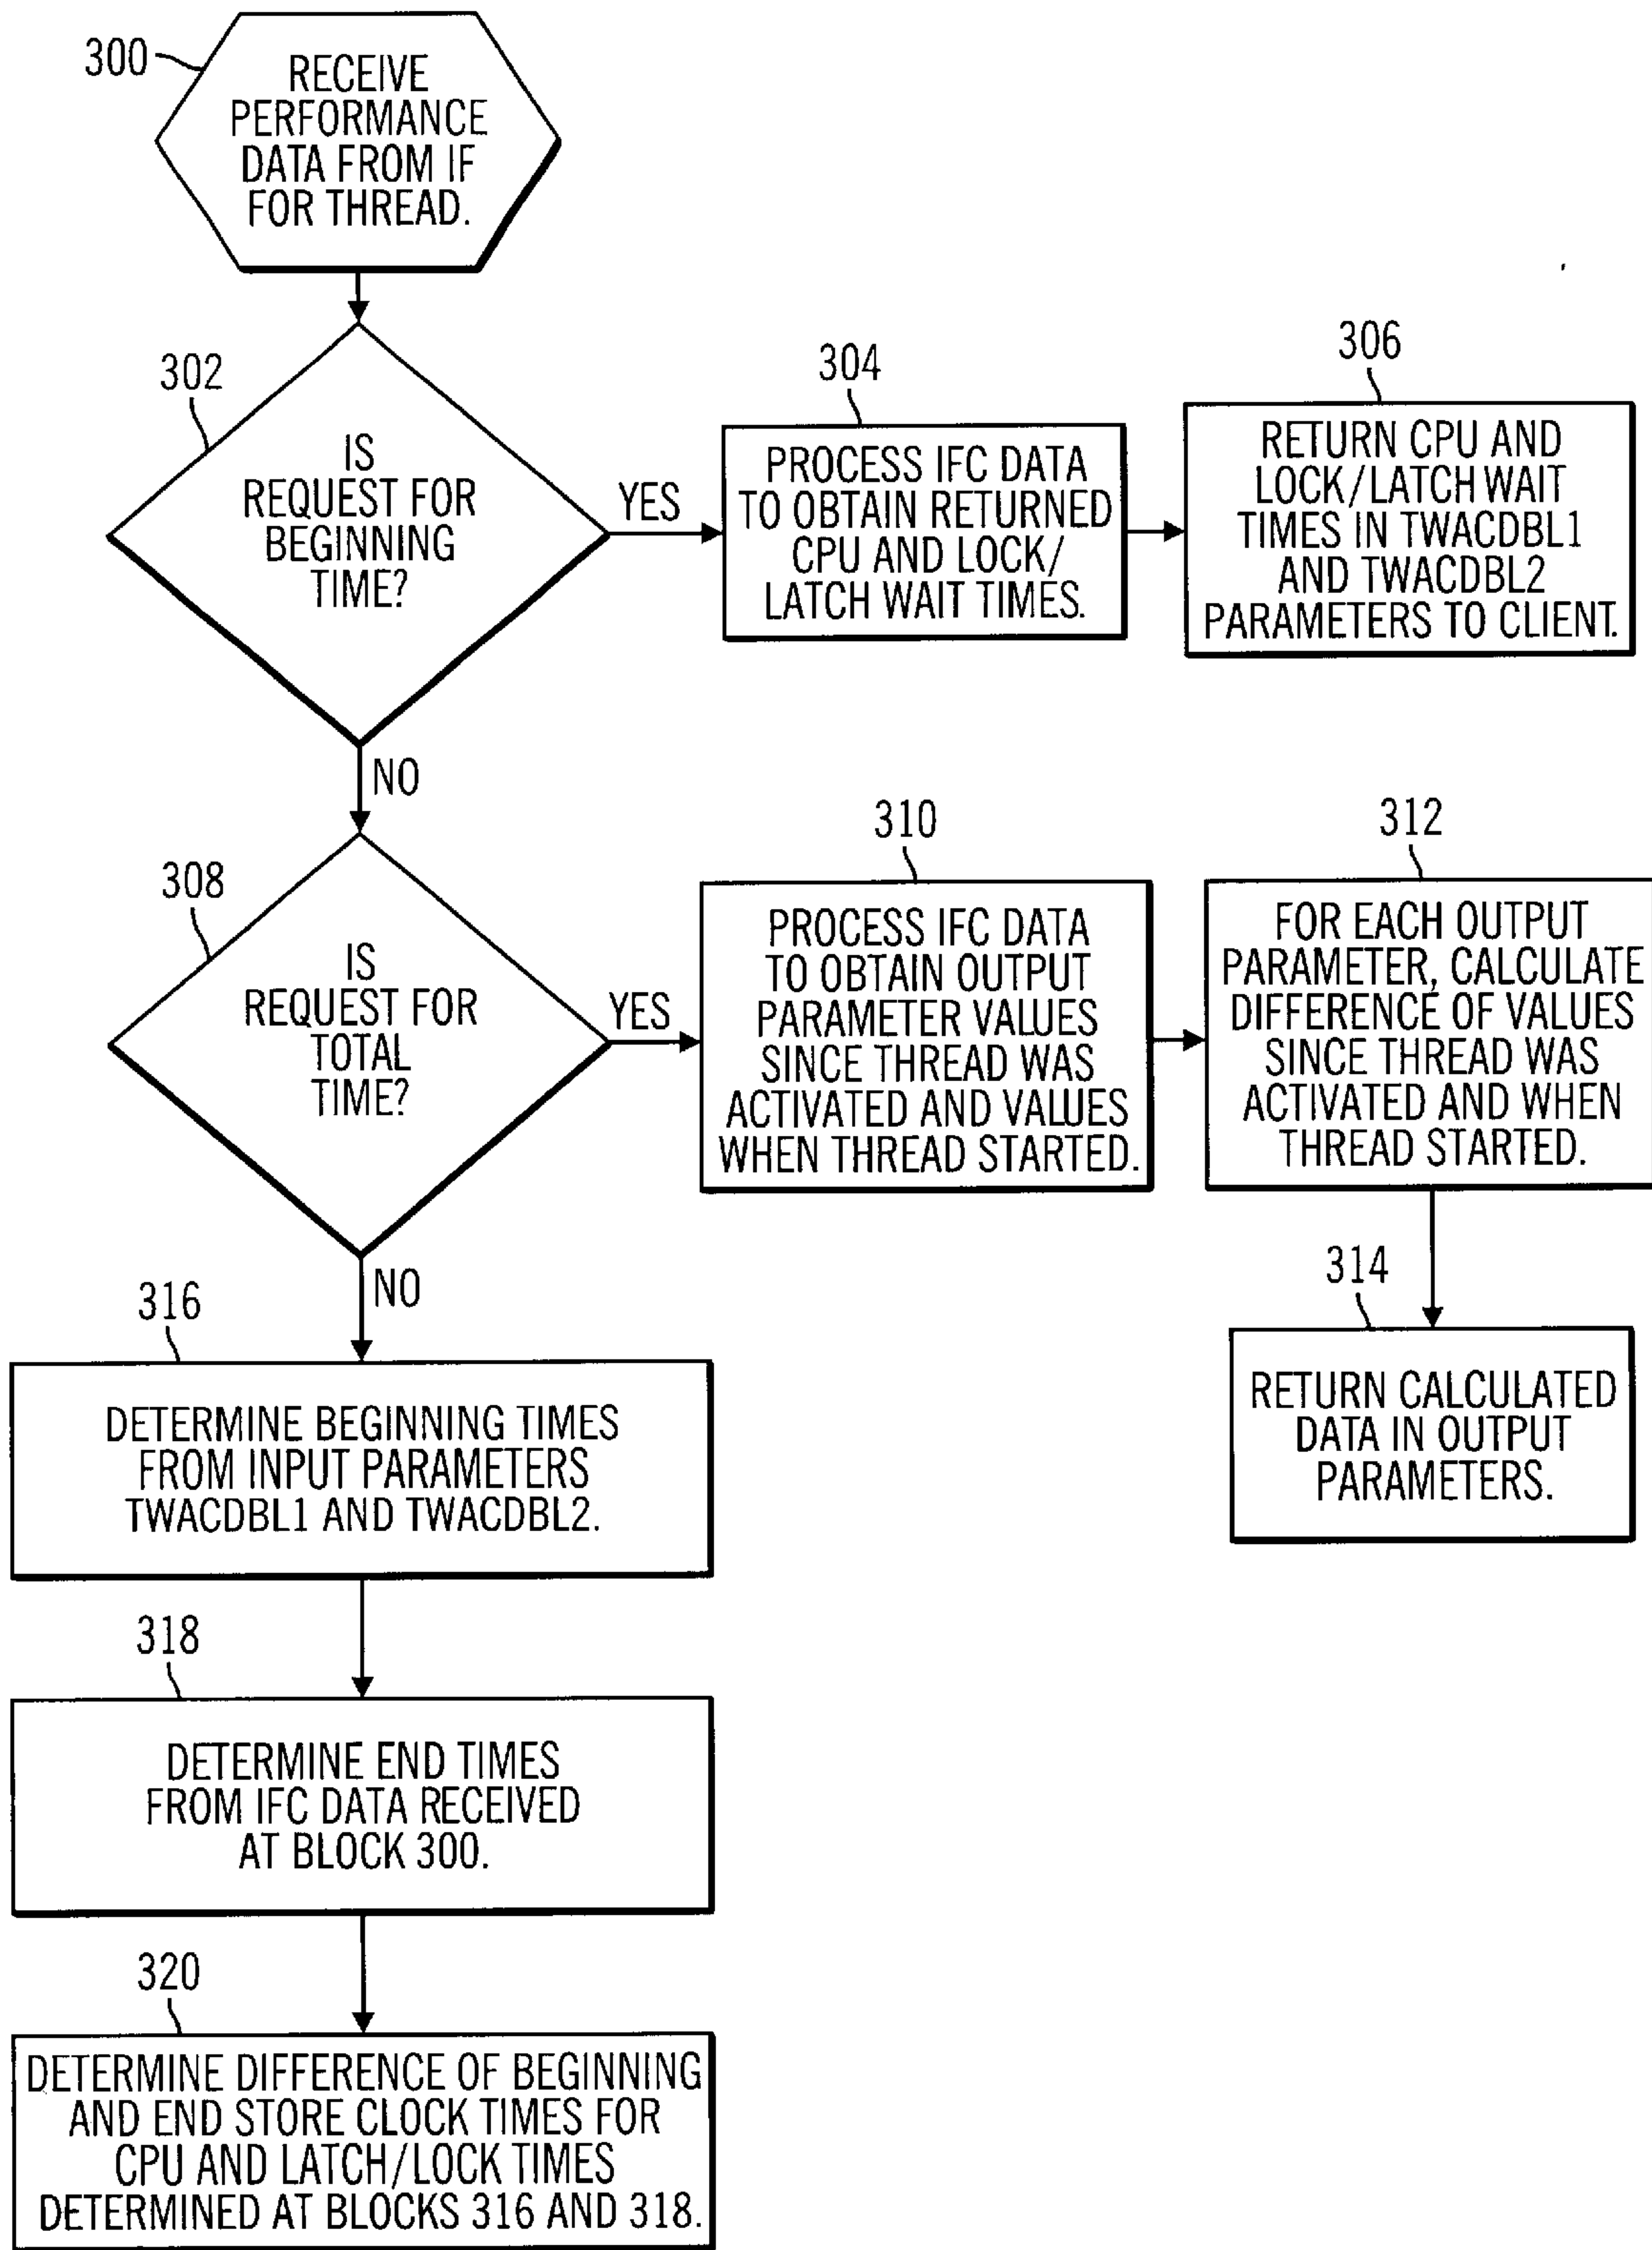 300
RECEIVE
PERFORMANCE
DATA FROM IF
FOR THREAD.
302
IS
REQUEST FOR
BEGINNING
TIME?
YES
304
PROCESS IFC DATA
TO OBTAIN RETURNED
CPU AND LOCK/
LATCH WAIT TIMES.
306
RETURN CPU AND
LOCK/LATCH WAIT
TIMES IN TWACDBL1
AND TWACDBL2
PARAMETERS TO CLIENT.
NO
308
IS
REQUEST FOR
TOTAL
TIME?
YES
310
PROCESS IFC DATA
TO OBTAIN OUTPUT
PARAMETER VALUES
SINCE THREAD WAS
ACTIVATED AND VALUES
WHEN THREAD STARTED.
312
FOR EACH OUTPUT
PARAMETER, CALCULATE
DIFFERENCE OF VALUES
SINCE THREAD WAS
ACTIVATED AND WHEN
THREAD STARTED.
314
RETURN CALCULATED
DATA IN OUTPUT
PARAMETERS.
NO
316
DETERMINE BEGINNING TIMES
FROM INPUT PARAMETERS
TWACDBL1 AND TWACDBL2.
318
DETERMINE END TIMES
FROM IFC DATA RECEIVED
AT BLOCK 300.
320
DETERMINE DIFFERENCE OF BEGINNING
AND END STORE CLOCK TIMES FOR
CPU AND LATCH/LOCK TIMES
DETERMINED AT BLOCKS 316 AND 318.